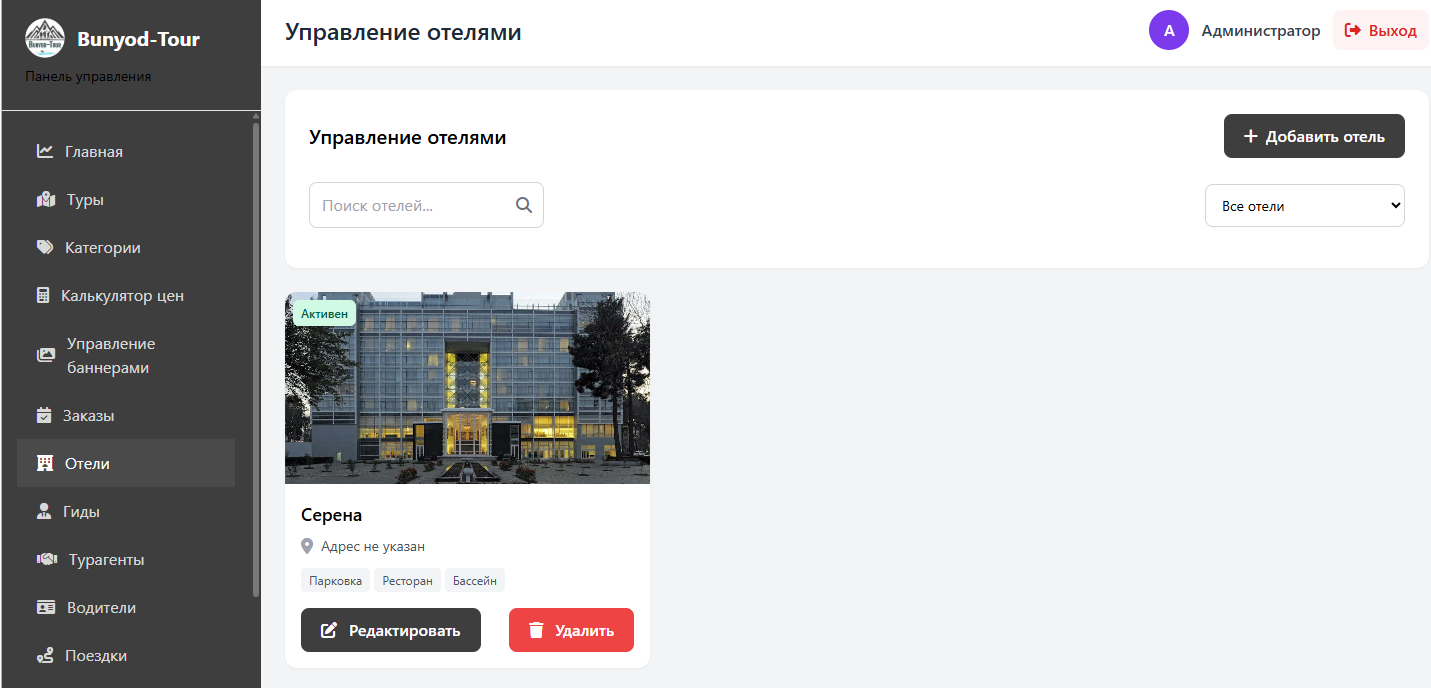 Bunyod-Tour
Панель управления
Главная
Туры
Категории
Калькулятор цен
Управление
баннерами
Заказы
Отели
Гиды
Турагенты
Водители
Поездки
Управление отелями
А
Администратор
Выход
Управление отелями
Добавить отель
Поиск отелей...
Все отели
Активен
Серена
Адрес не указан
Парковка
Ресторан
Бассейн
Редактировать
Удалить